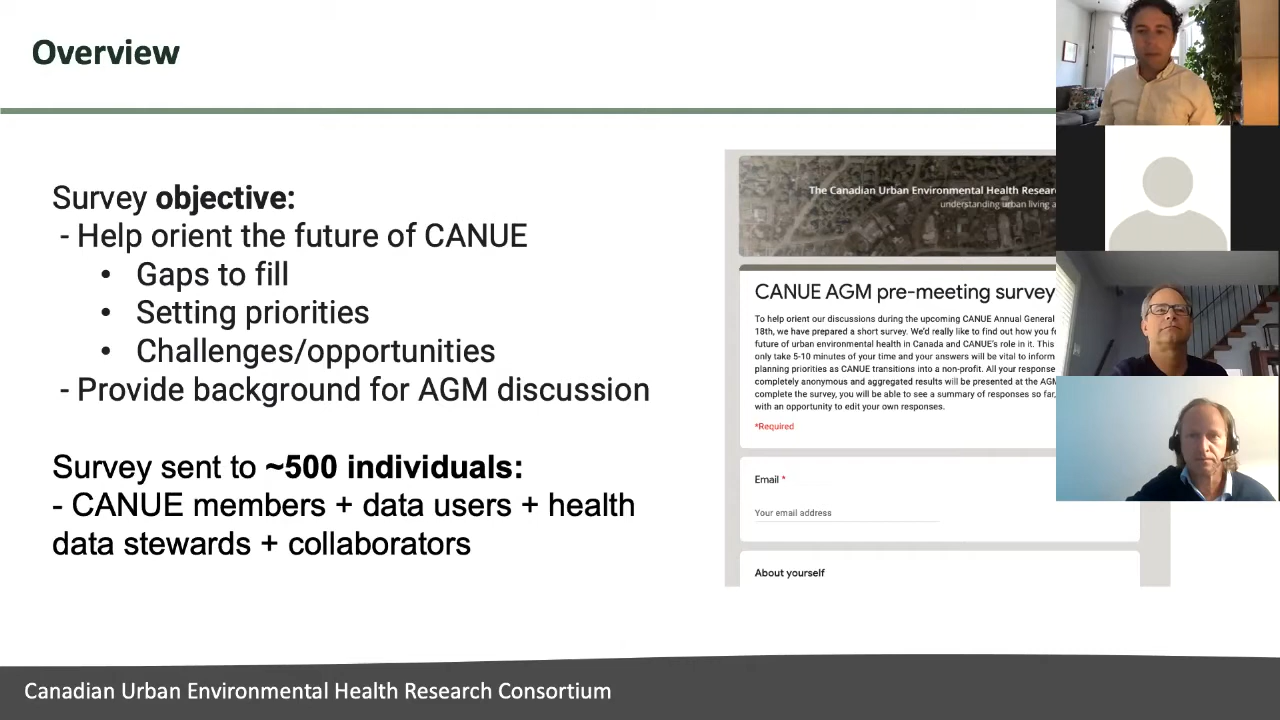 Overview
Survey objective:
- Help orient the future of CANUE
• Gaps to fill
• Setting priorities
• Challenges/opportunities
- Provide background for AGM discussion
Survey sent to ~500 individuals:
- CANUE members + data users + health
data stewards + collaborators
The Canadian Urban Environmental Health
understanding urban living
CANUE AGM pre-meeting survey
To help orient our discussions during the upcoming CANUE Annual General
18th, we have prepared a short survey. We'd really like to find out how you
future of urban environmental health in Canada and CANUE's role in it. This
only take 5-10 minutes of your time and your answers will be vital to inform
planning priorities as CANUE transitions into a non-profit. All your
completely anonymous and aggregated results will be presented at the
complete the survey, you will be able to see a summary of responses so far,
with an opportunity to edit your own responses.
*Required
Email *
Your email address
About yourself
Canadian Urban Environmental Health Research Consortium